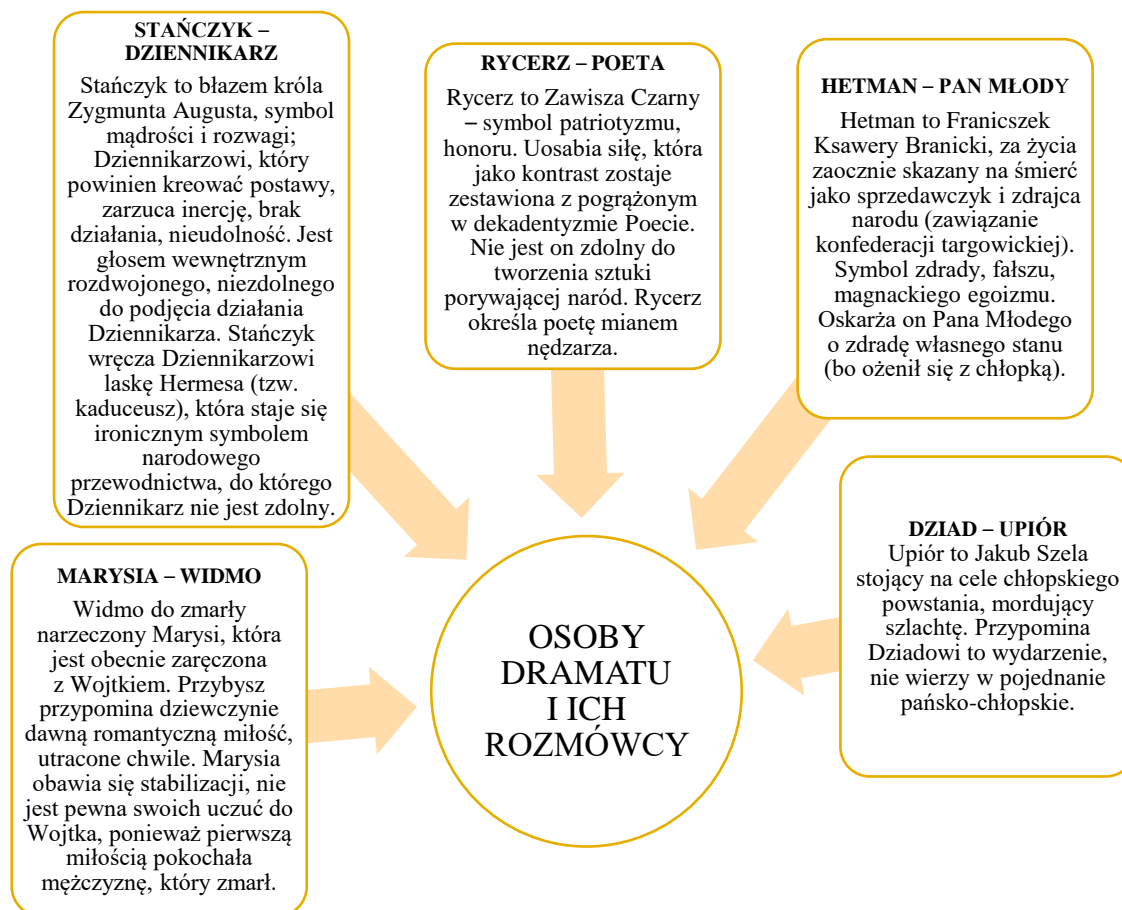 STAŃCZYK –
DZIENNIKARZ
Stańczyk to błazem króla
Zygmunta Augusta, symbol
mądrości i rozwagi;
Dziennikarzowi, który
powinien kreować postawy,
zarzuca inercję, brak
działania, nieudolność. Jest
głosem wewnętrznym
rozdwojonego, niezdolnego
do podjęcia działania
Dziennikarza. Stańczyk
wręcza Dziennikarzowi
laskę Hermesa (tzw.
kaduceusz), która staje się
ironicznym symbolem
narodowego
przewodnictwa, do którego
Dziennikarz nie jest zdolny.
RYCERZ – POETA
Rycerz to Zawisza Czarny
– symbol patriotyzmu,
honoru. Uosabia siłę, która
jako kontrast zostaje
zestawiona z pogrążonym
w dekadentyzmie Poecie.
Nie jest on zdolny do
tworzenia sztuki
porywającej naród. Rycerz
określa poetę mianem
nędzarza.
HETMAN – PAN MŁODY
Hetman to Franicszek
Ksawery Branicki, za życia
zaocznie skazany na śmierć
jako sprzedawczyk i zdrajca
narodu (zawiązanie
konfederacji targowickiej).
Symbol zdrady, fałszu,
magnackiego egoizmu.
Oskarża on Pana Młodego
o zdradę własnego stanu
(bo ożenił się z chłopką).
DZIAD – UPIÓR
Upiór to Jakub Szela
stojący na cele chłopskiego
powstania, mordujący
szlachtę. Przypomina
Dziadowi to wydarzenie,
nie wierzy w pojednanie
pańsko-chłopskie.
MARYSIA – WIDMO
Widmo do zmarły
narzeczony Marysi, która
jest obecnie zaręczona
z Wojtkiem. Przybysz
przypomina dziewczynie
dawną romantyczną miłość,
utracone chwile. Marysia
obawia się stabilizacji, nie
jest pewna swoich uczuć do
Wojtka, ponieważ pierwszą
miłością pokochała
mężczyznę, który zmarł.
OSOBY
DRAMATU
I ICH
ROZMÓWCY